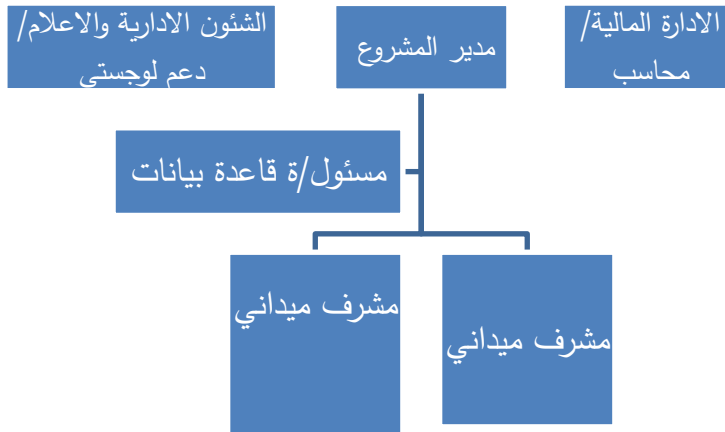 الادارة المالية/
محاسب
مدير المشروع
الشئون الادارية والاعلام/
دعم لوجستي
مسئول/ة قاعدة بيانات
مشرف ميداني
مشرف ميداني